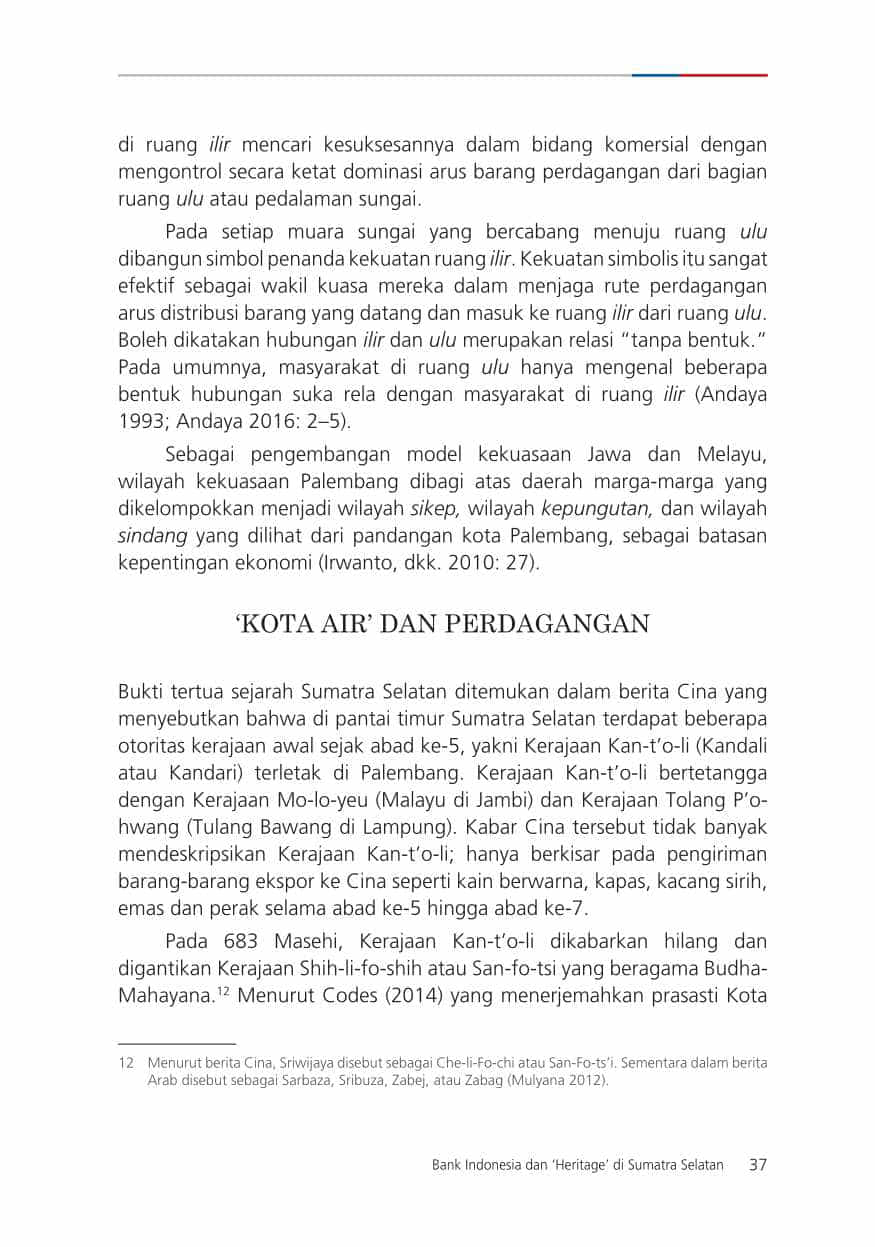 di ruang ilir mencari kesuksesannya dalam bidang komersial dengan
mengontrol secara ketat dominasi arus barang perdagangan dari bagian
ruang ulu atau pedalaman sungai.
Pada setiap muara sungai yang bercabang menuju ruang ulu
dibangun simbol penanda kekuatan ruang ilir. Kekuatan simbolis itu sangat
efektif sebagai wakil kuasa mereka dalam menjaga rute perdagangan
arus distribusi barang yang datang dan masuk ke ruang ilir dari ruang ulu.
Boleh dikatakan hubungan ilir dan ulu merupakan relasi “tanpa bentuk.”
Pada umumnya, masyarakat di ruang ulu hanya mengenal beberapa
bentuk hubungan suka rela dengan masyarakat di ruang ilir (Andaya
1993; Andaya 2016: 2–5).
Sebagai pengembangan model kekuasaan Jawa dan Melayu,
wilayah kekuasaan Palembang dibagi atas daerah marga-marga yang
dikelompokkan menjadi wilayah sikep, wilayah kepungutan, dan wilayah
sindang yang dilihat dari pandangan kota Palembang, sebagai batasan
kepentingan ekonomi (Irwanto, dkk. 2010: 27).
‘KOTA AIR’ DAN PERDAGANGAN
Bukti tertua sejarah Sumatra Selatan ditemukan dalam berita Cina yang
menyebutkan bahwa di pantai timur Sumatra Selatan terdapat beberapa
otoritas kerajaan awal sejak abad ke-5, yakni Kerajaan Kan-t’o-li (Kandali
atau Kandari) terletak di Palembang. Kerajaan Kan-t’o-li bertetangga
dengan Kerajaan Mo-lo-yeu (Malayu di Jambi) dan Kerajaan Tolang P’o-
hwang (Tulang Bawang di Lampung). Kabar Cina tersebut tidak banyak
mendeskripsikan Kerajaan Kan-t’o-li; hanya berkisar pada pengiriman
barang-barang ekspor ke Cina seperti kain berwarna, kapas, kacang sirih,
emas dan perak selama abad ke-5 hingga abad ke-7.
Pada 683 Masehi, Kerajaan Kan-t’o-li dikabarkan hilang dan
digantikan Kerajaan Shih-li-fo-shih atau San-fo-tsi yang beragama Budha-
Mahayana.12 Menurut Codes (2014) yang menerjemahkan prasasti Kota
12 Menurut berita Cina, Sriwijaya disebut sebagai Che-li-Fo-chi atau San-Fo-ts’i. Sementara dalam berita
Arab disebut sebagai Sarbaza, Sribuza, Zabej, atau Zabag (Mulyana 2012).
Bank Indonesia dan ‘Heritage’ di Sumatra Selatan 37